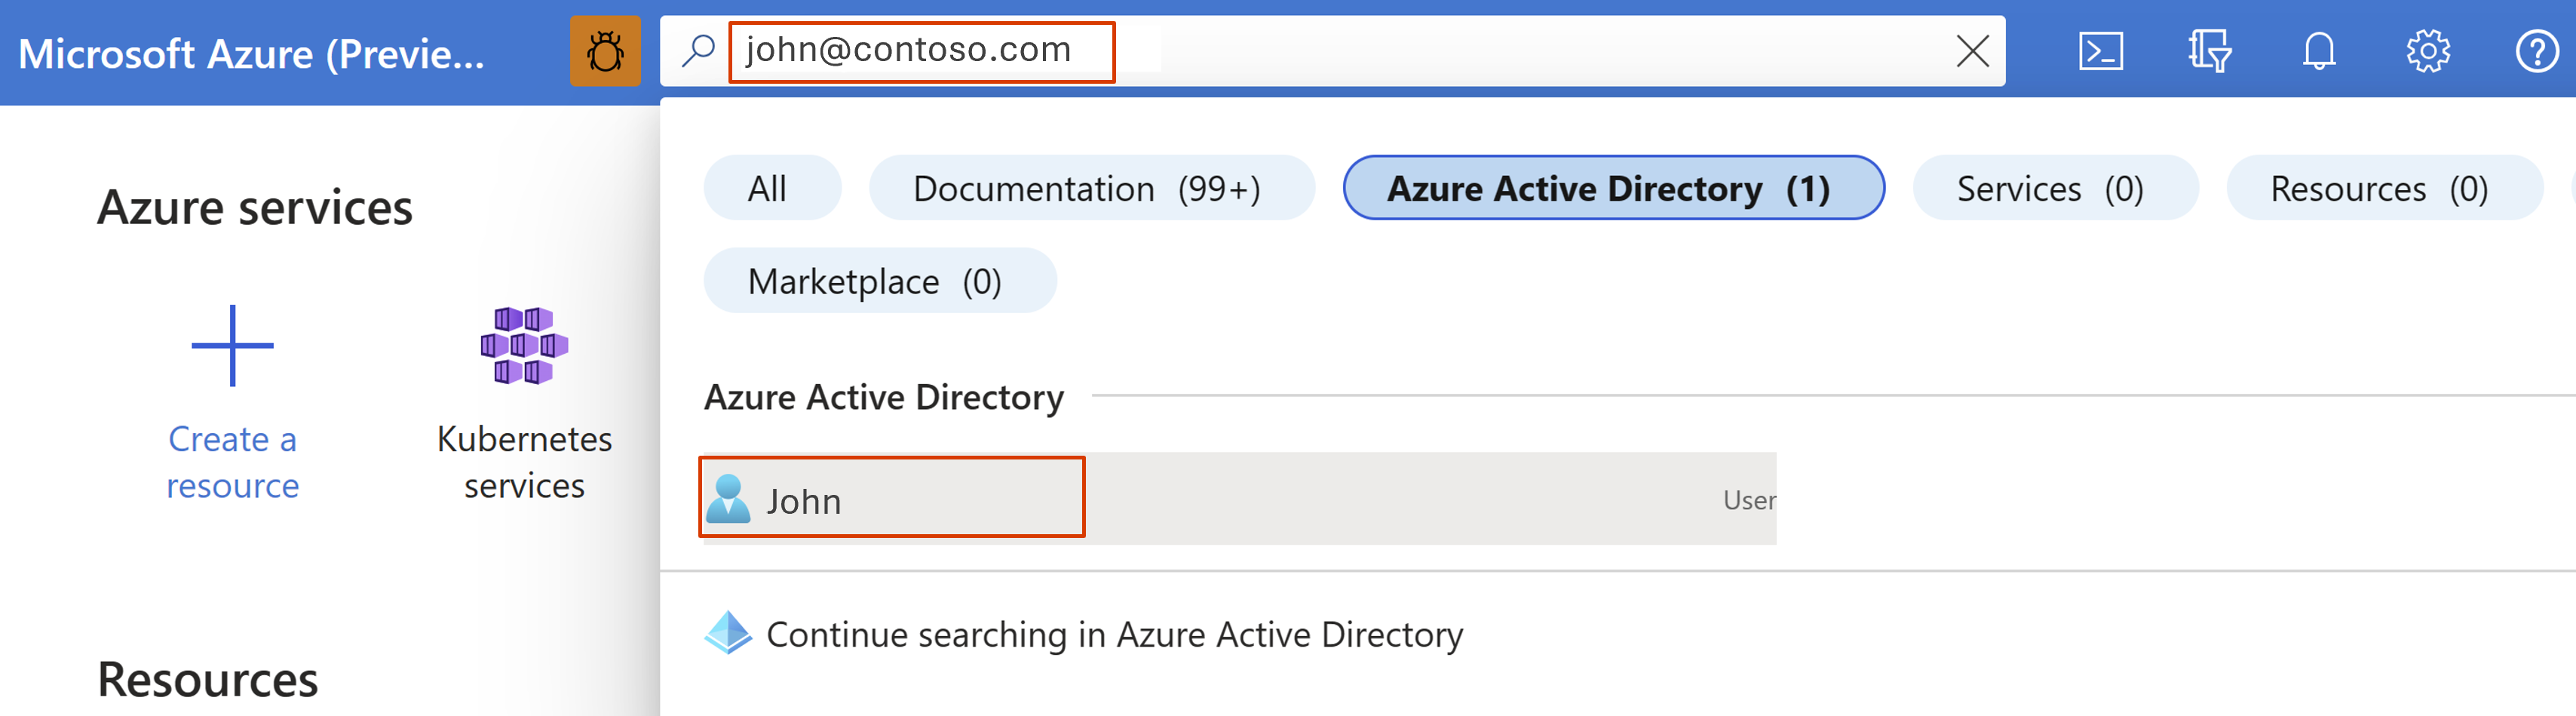 Microsoft Azure (Previe...
john@contoso.com
All
Documentation (99+)
Azure Active Directory (1)
Services (0)
Resources (0)
Marketplace (0)
Azure services
Create a
resource
Kubernetes
services
Resources
Azure Active Directory
John
User
Continue searching in Azure Active Directory